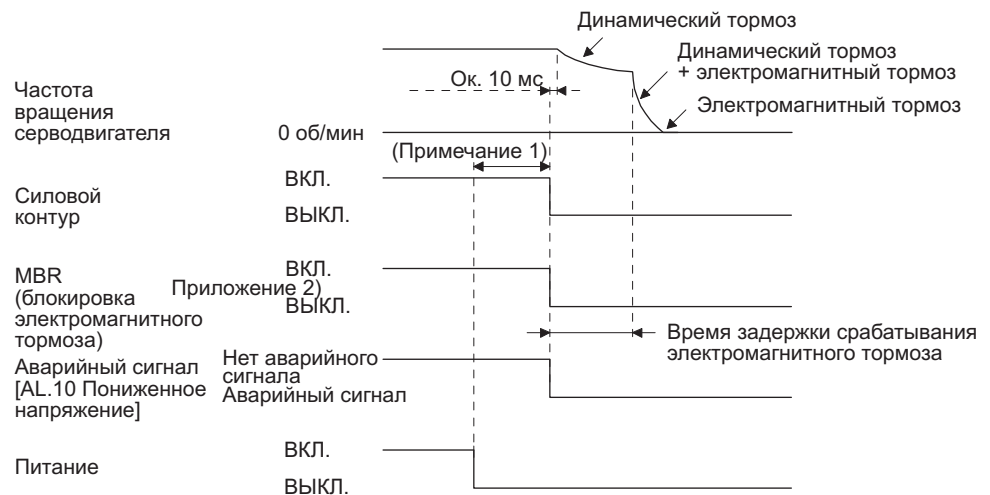 Динамический тормоз
Динамический тормоз
+ электромагнитный тормоз
Ок. 10 мс
Электромагнитный тормоз
Частота
вращения
серводвигателя
0 об/мин
(Примечание 1)
Силовой
контур
ВКЛ.
ВЫКЛ.
MBR
(блокировка
электромагнитного
тормоза)
Приложение 2)
ВКЛ.
ВЫКЛ.
Время задержки срабатывания
электромагнитного тормоза
Аварийный сигнал
[AL.10 Пониженное
напряжение]
Нет аварийного
сигнала
Аварийный сигнал
Питание
ВКЛ.
ВЫКЛ.